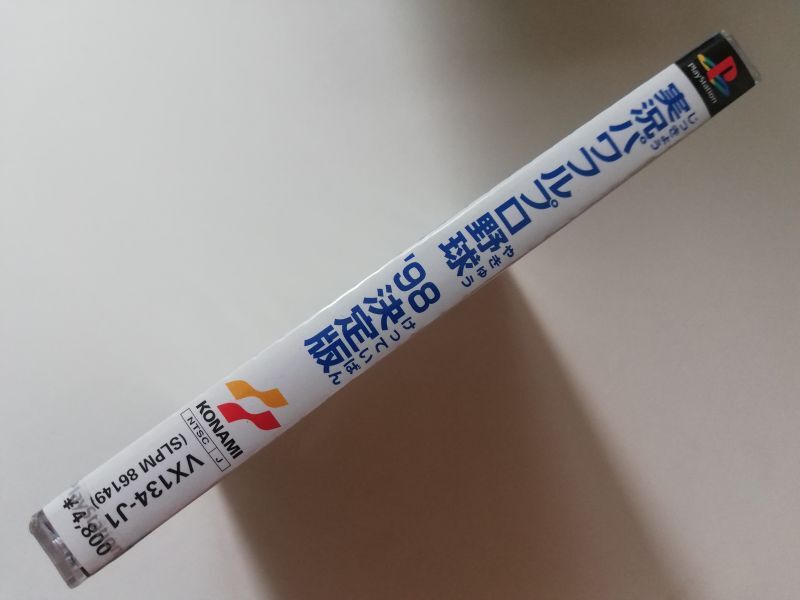 PlayStation
実況パワフルプロ野球
じっきょう
やきゅう
'98 決定版
けっていばん
KONAMI
NTSC J
VX134-J1
(SLPM 86149)
PlayStation
¥4,800